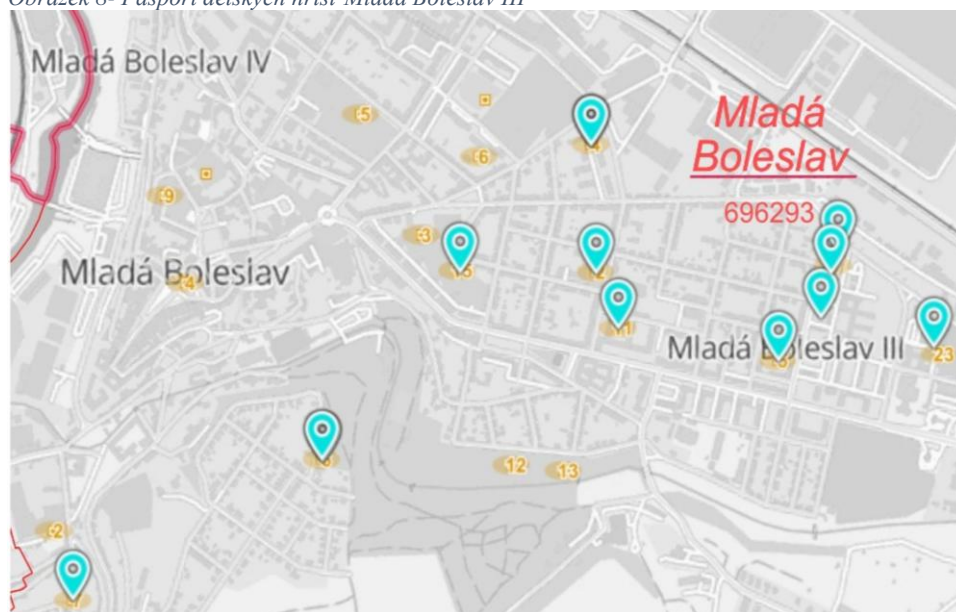 Obrázek 8- Pasport dětských hřišť Mladá Boleslav III
Mladá Boleslav IV
5
Mladá
Boleslav
6
9
696293
3
Mladá Boleslav
4
Mladá Boleslav III
23
12
13
2